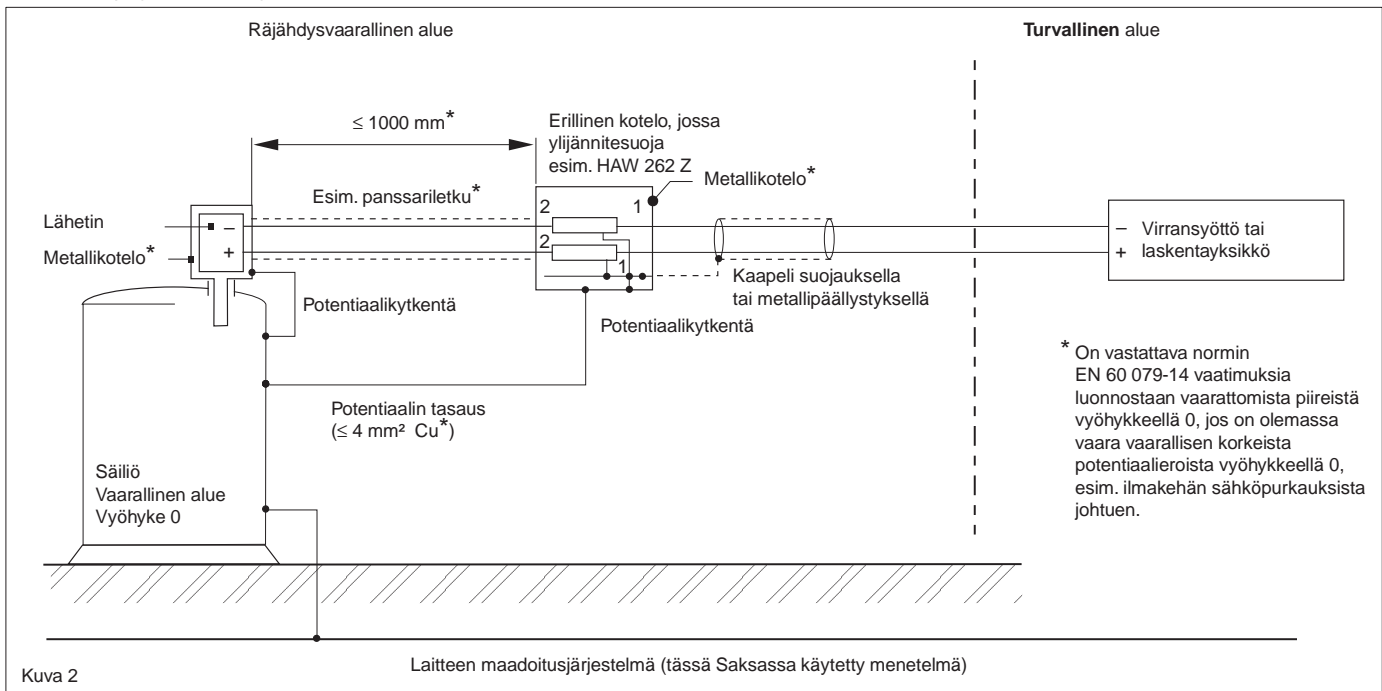 Räjähdysvaarallinen alue
Turvallinen alue
≤ 1000 mm*
Erillinen kotelo, jossa
ylijännitesuoja
esim. HAW 262 Z
Metallikotelo*
Esim. panssariletku*
2
1
2
1
Lähetin
Metallikotelo*
–
+
–
+
Virransyöttö tai
laskentayksikkö
Kaapeli suojauksella
tai metallipäällystyksellä
Potentiaalikytkentä
Potentiaalikytkentä
* On vastattava normin
EN 60 079-14 vaatimuksia
luonnostaan vaarattomista piireistä
vyöhykkeellä 0, jos on olemassa
vaara vaarallisen korkeista
potentiaalieroista vyöhykkeellä 0,
esim. ilmakehän sähköpurkauksista
johtuen.
Potentiaalin tasaus
(≤ 4 mm² Cu*)
Säiliö
Vaarallinen alue
Vyöhyke 0
Kuva 2
Laitteen maadoitusjärjestelmä (tässä Saksassa käytetty menetelmä)